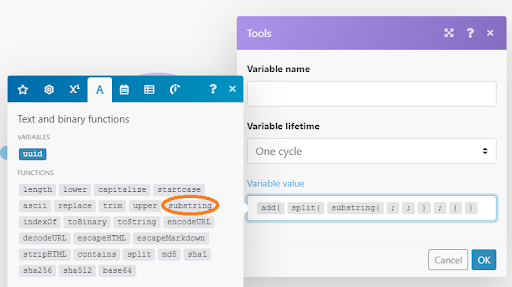 Tools
?
×
Variable name
Variable lifetime
One cycle
Variable value
add( split( substring( ; ; ) ; ) )
Cancel OK
X¹ A ? ×
Text and binary functions
VARIABLES
uuid
FUNCTIONS
length lower capitalize startcase
ascii replace trim upper substring
indexOf toBinary toString encodeURL
decodeURL escapeHTML escapeMarkdown
stripHTML contains split md5 sha1
sha256 sha512 base64